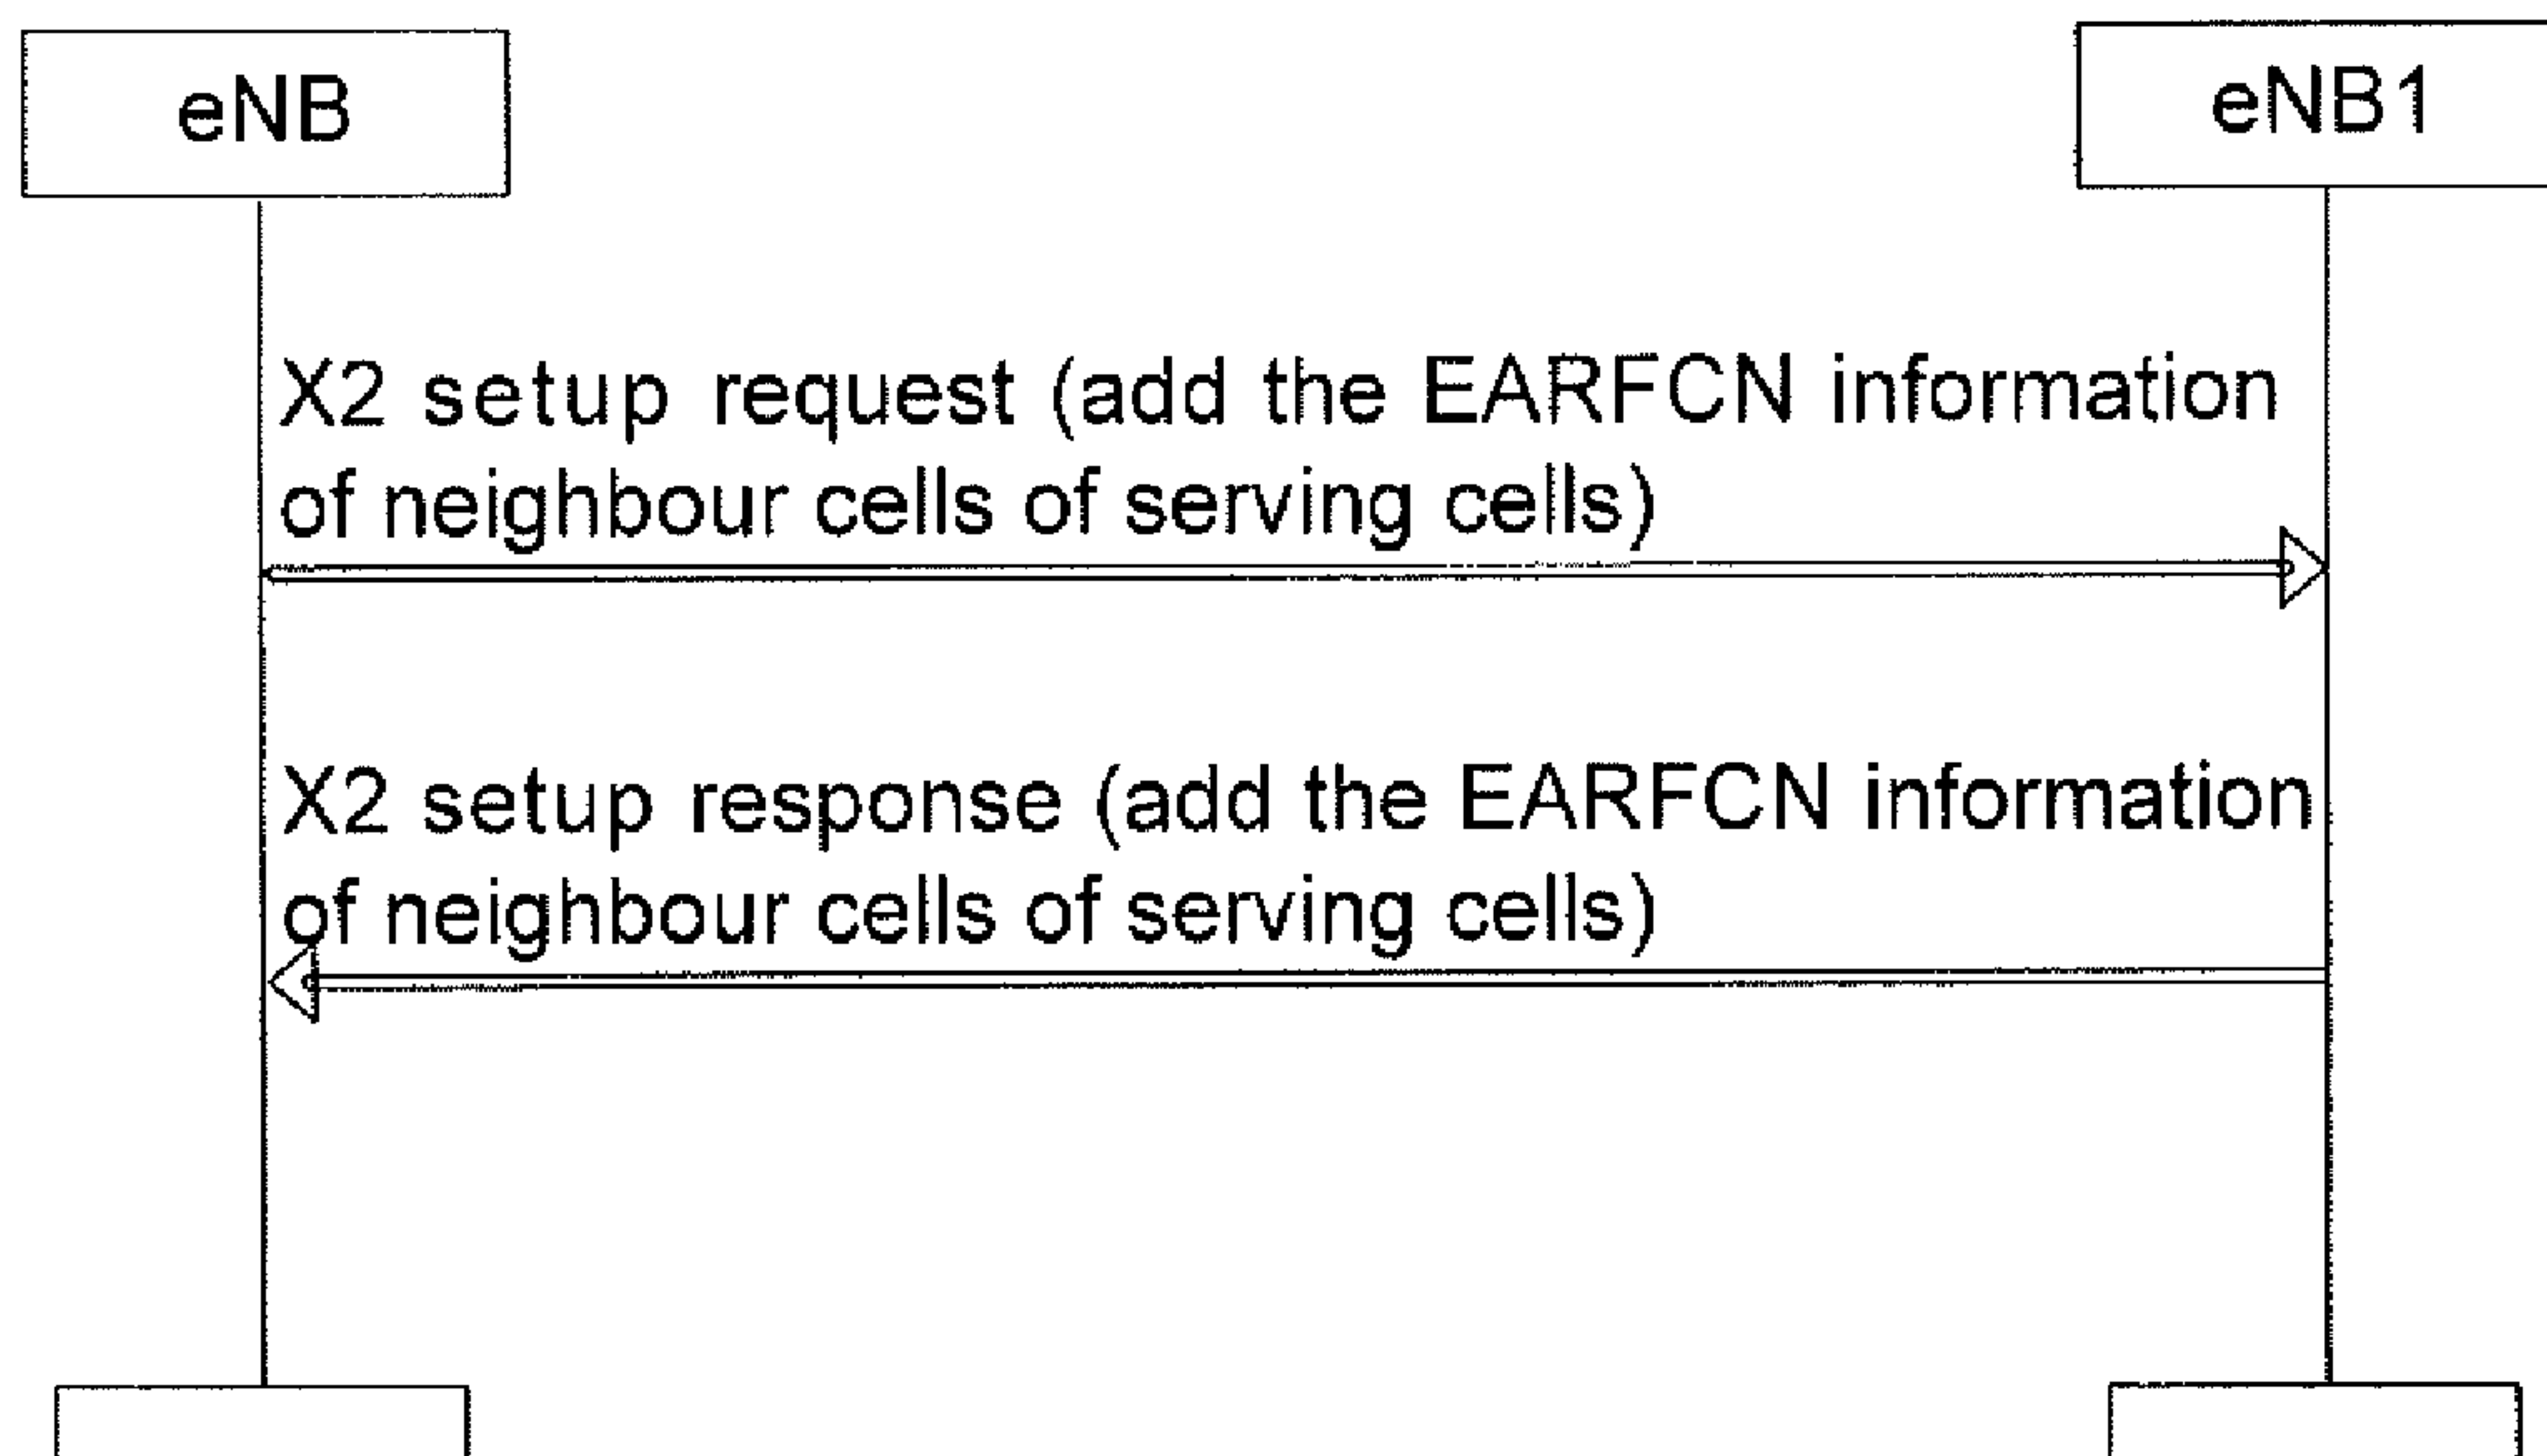 eNB
eNB1
X2 setup request (add the EARFCN information
of neighbour cells of serving cells)
X2 setup response (add the EARFCN information
of neighbour cells of serving cells)